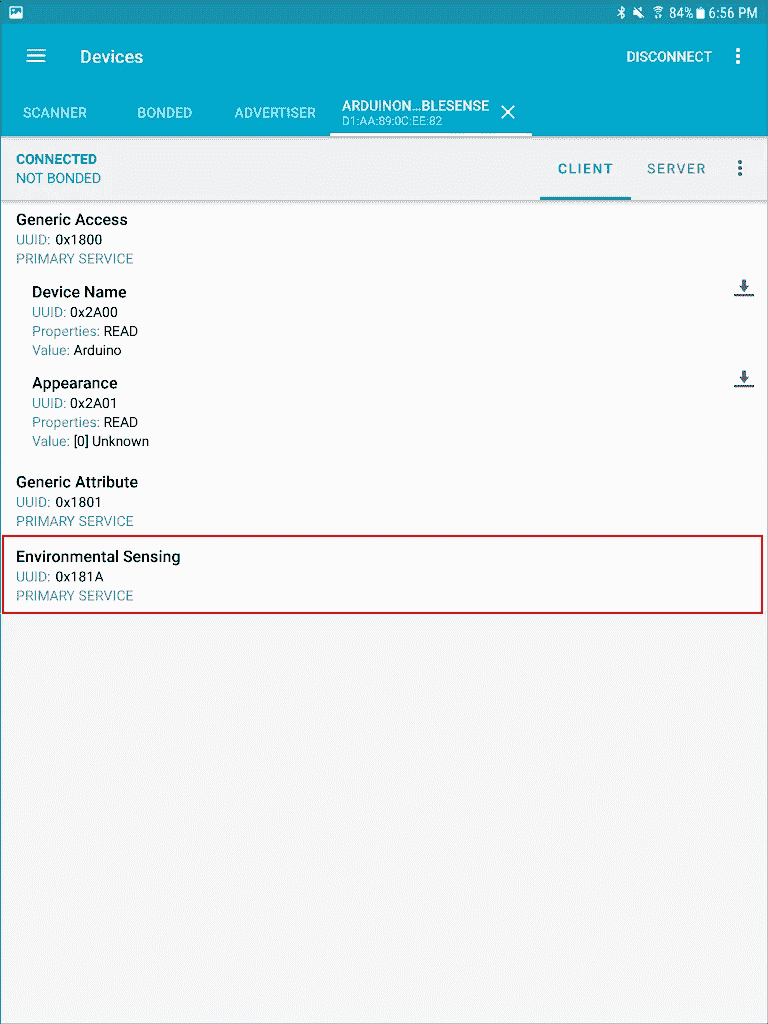 84% 6:56 PM
Devices DISCONNECT
SCANNER BONDED ADVERTISER ARDUINON...BLESENSE
D1:AA:89:0C:EE:82
CONNECTED
NOT BONDED
CLIENT SERVER
Generic Access
UUID: 0x1800
PRIMARY SERVICE
Device Name
UUID: 0x2A00
Properties: READ
Value: Arduino
Appearance
UUID: 0x2A01
Properties: READ
Value: [0] Unknown
Generic Attribute
UUID: 0x1801
PRIMARY SERVICE
Environmental Sensing
UUID: 0x181A
PRIMARY SERVICE